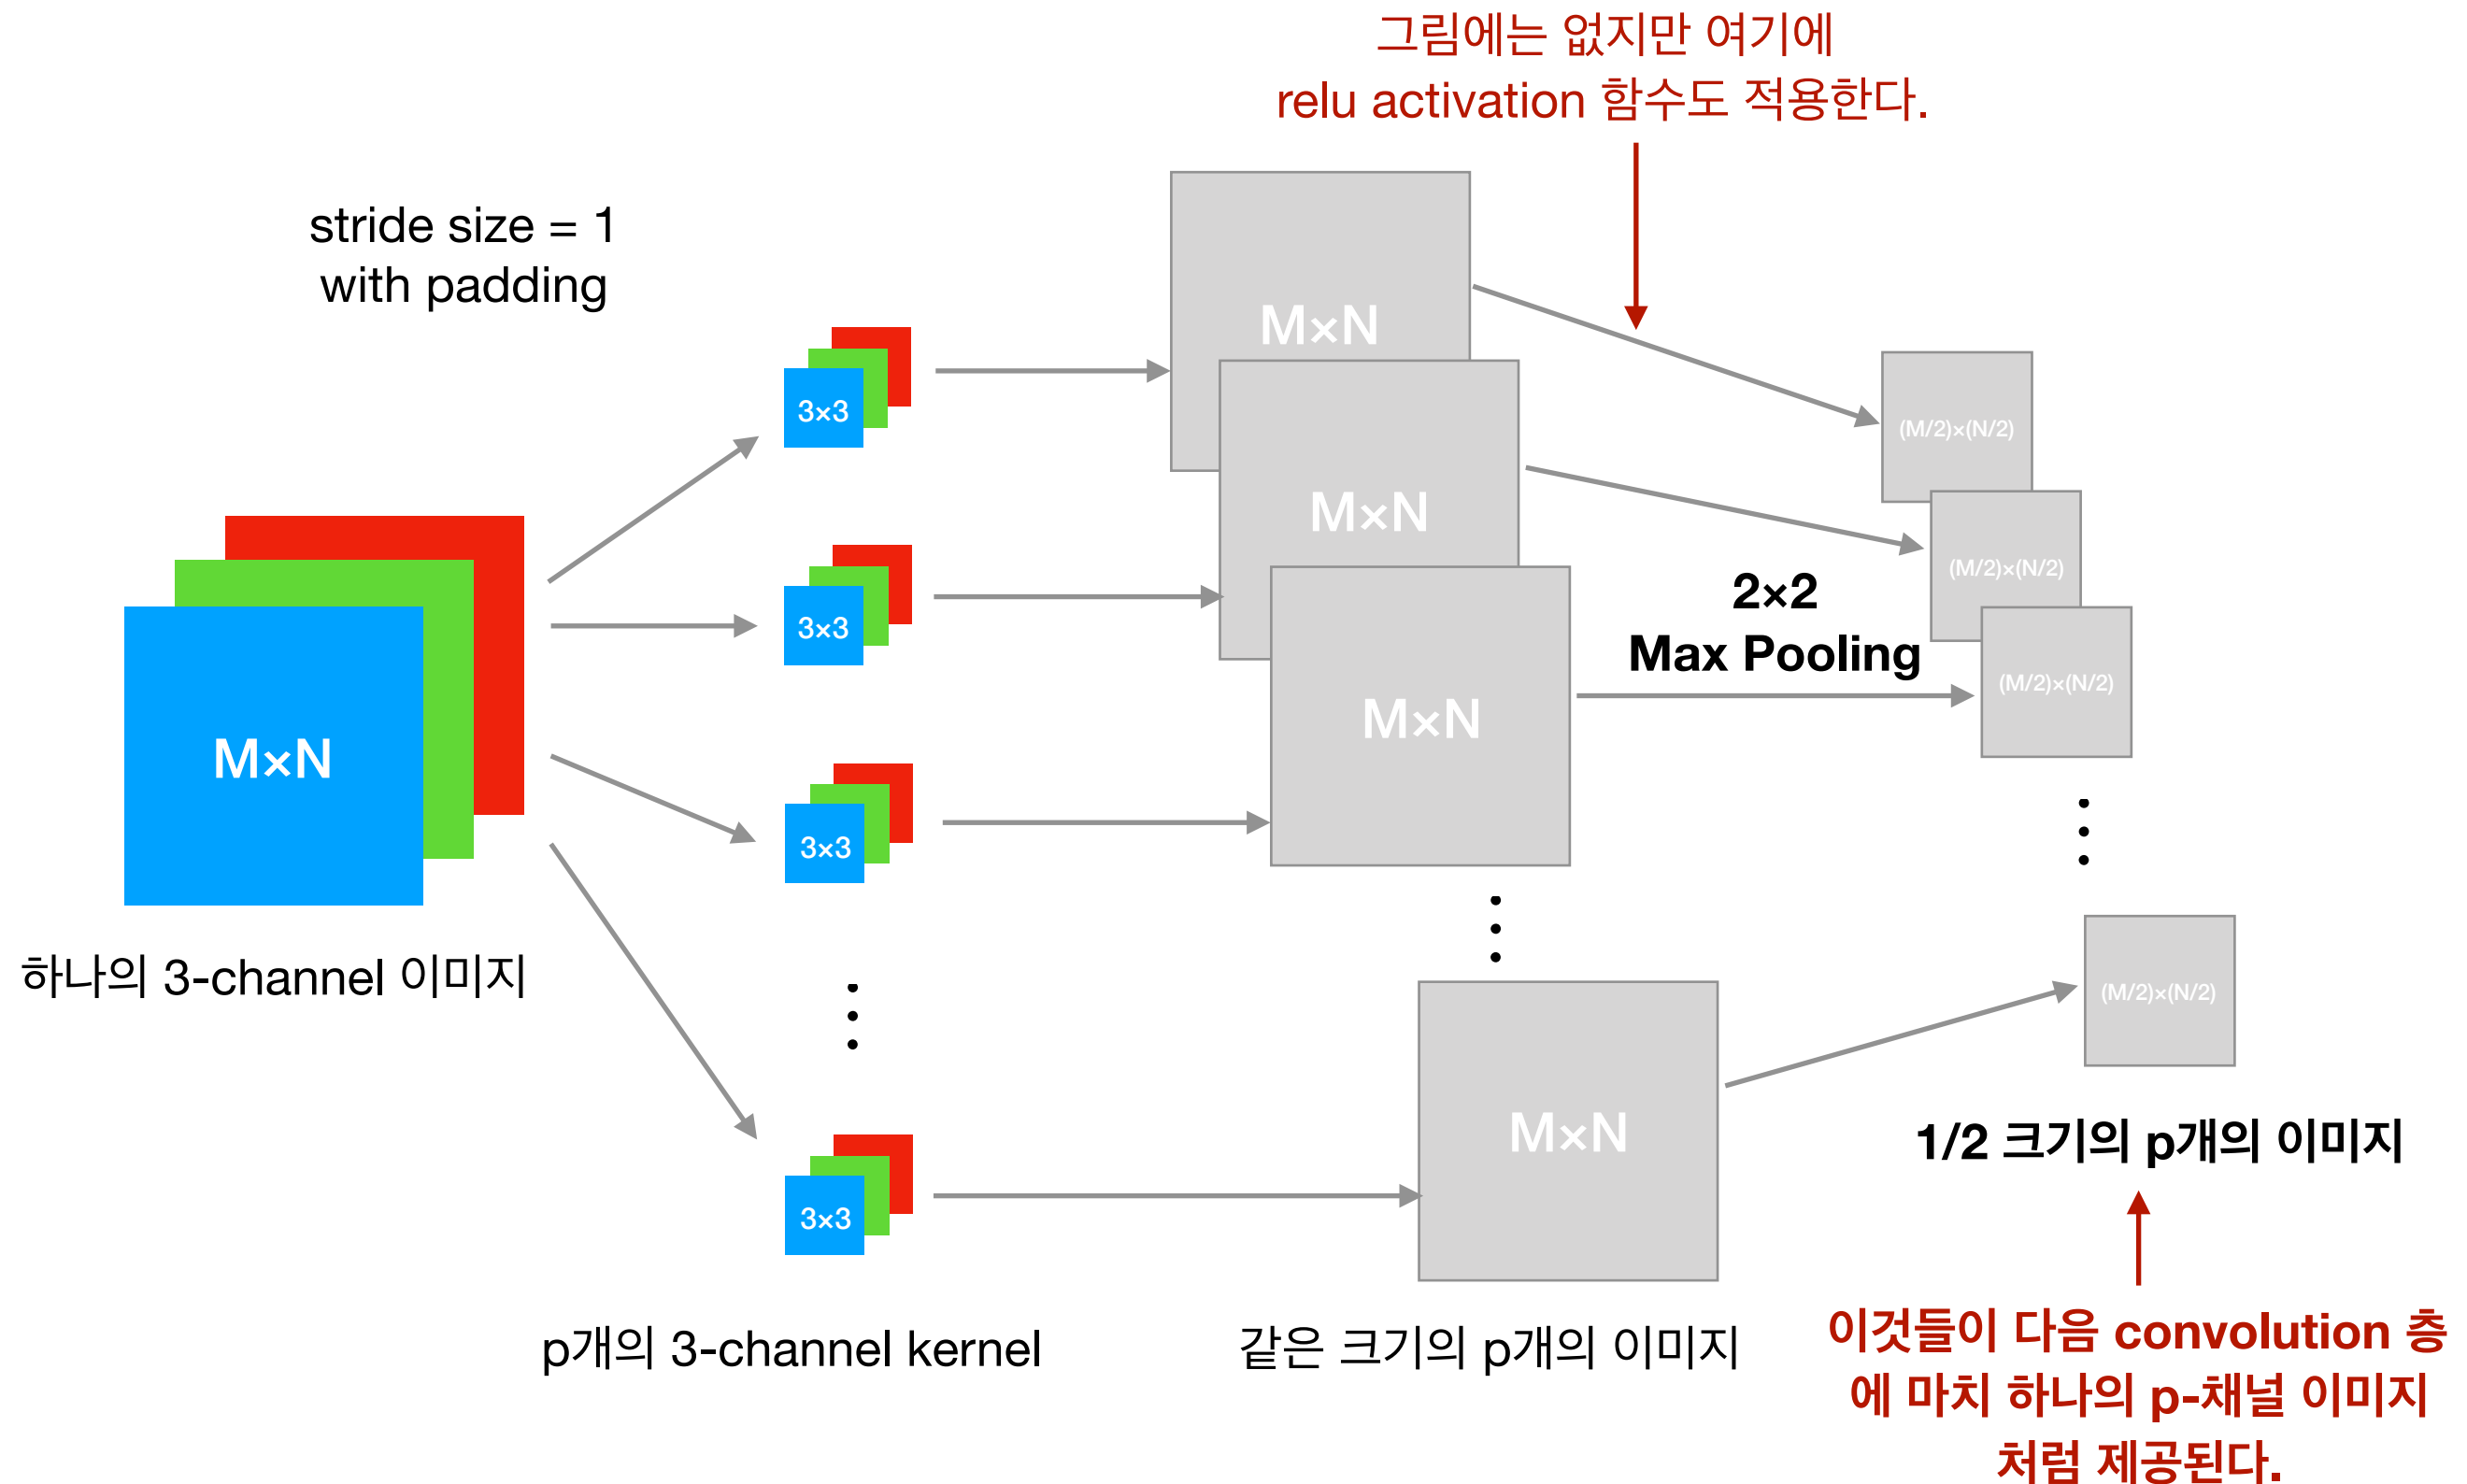 그림에는 없지만 여기에
relu activation 함수도 적용한다.
stride size = 1
with padding
M×N
3×3
(M/2)×(N/2)
M×N
3×3
(M/2)×(N/2)
2×2
Max Pooling
3×3
M×N
(M/2)×(N/2)
M×N
하나의 3-channel 이미지
(M/2)×(N/2)
M×N
1/2 크기의 p개의 이미지
3×3
p개의 3-channel kernel
같은 크기의 p개의 이미지
이것들이 다음 convolution 층
에 마치 하나의 p-채널 이미지
처럼 제공된다.